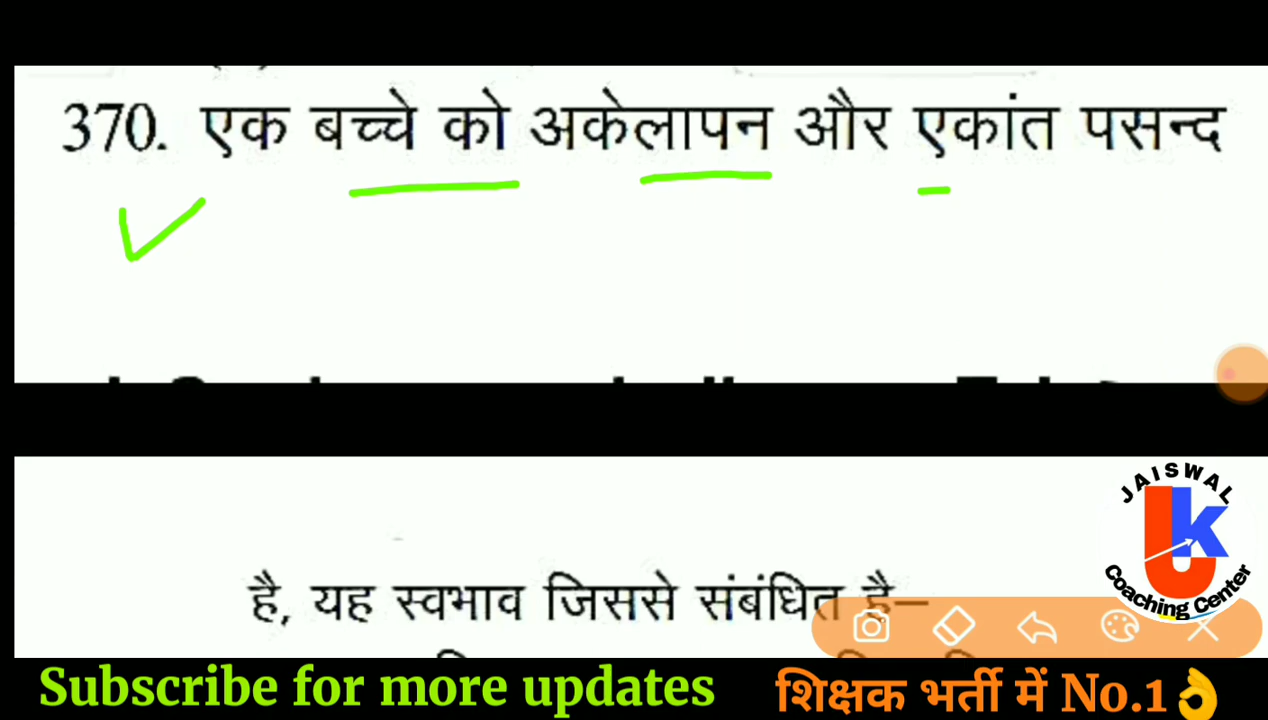 370. एक बच्चे को अकेलापन और एकांत पसन्द
है, यह स्वभाव जिससे संबंधित है–
JAISWAL
Jk
Coaching Center
Subscribe for more updates
शिक्षक भर्ती में No.1👌